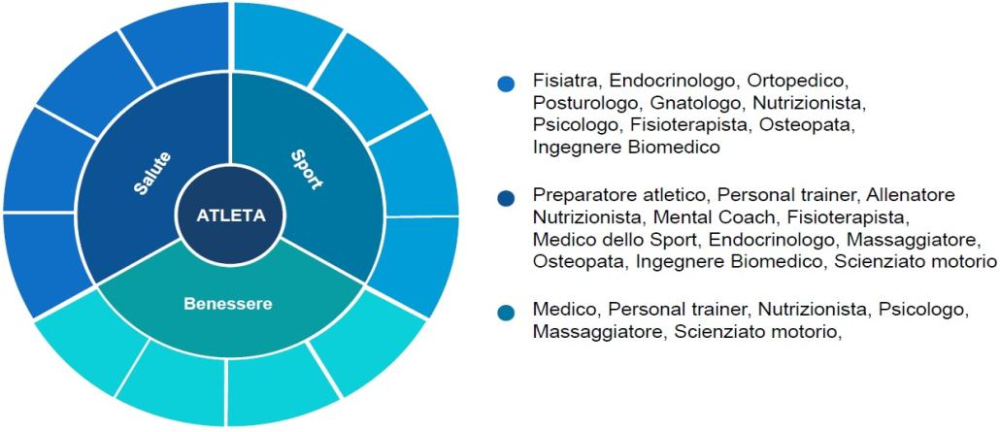 Salute
Sport
ATLETA
Benessere
Fisiatra, Endocrinologo, Ortopedico,
Posturologo, Gnatologo, Nutrizionista,
Psicologo, Fisioterapista, Osteopata,
Ingegnere Biomedico
Preparatore atletico, Personal trainer, Allenatore
Nutrizionista, Mental Coach, Fisioterapista,
Medico dello Sport, Endocrinologo, Massaggiatore,
Osteopata, Ingegnere Biomedico, Scienziato motorio
Medico, Personal trainer, Nutrizionista, Psicologo,
Massaggiatore, Scienziato motorio,